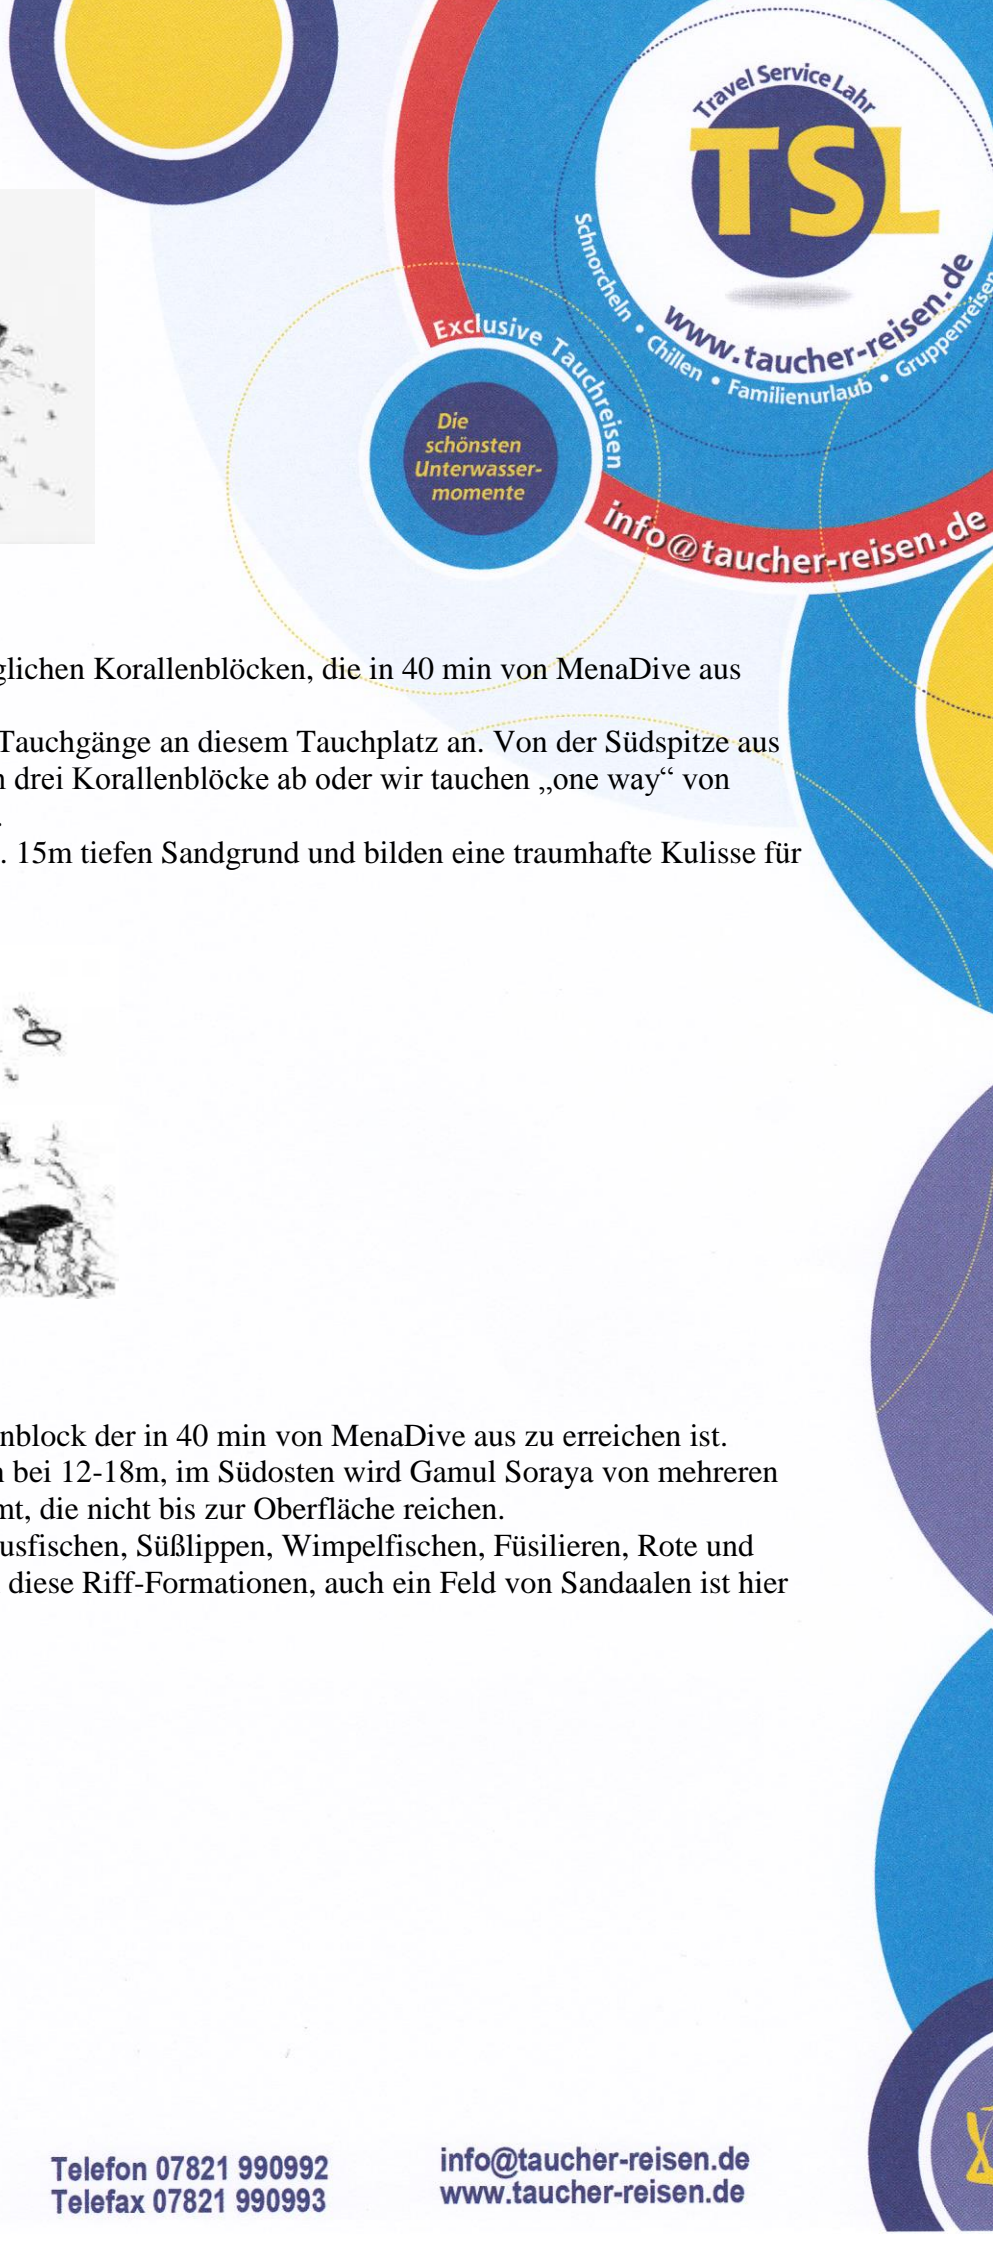 Travel Service Lahr
TSL
www.taucher-reisen.de
Schnorcheln • Chillen • Familienurlaub • Gruppenreisen
Exclusive Tauchreisen
Die
schönsten
Unterwasser-
momente
info@taucher-reisen.de
glichen Korallenblöcken, die in 40 min von MenaDive aus
Tauchgänge an diesem Tauchplatz an. Von der Südspitze aus
n drei Korallenblöcke ab oder wir tauchen „one way“ von
.
. 15m tiefen Sandgrund und bilden eine traumhafte Kulisse für
nblock der in 40 min von MenaDive aus zu erreichen ist.
n bei 12-18m, im Südosten wird Gamul Soraya von mehreren
mt, die nicht bis zur Oberfläche reichen.
usfischen, Süßlippen, Wimpelfischen, Füsilieren, Rote und
diese Riff-Formationen, auch ein Feld von Sandaalen ist hier
Telefon 07821 990992
Telefax 07821 990993
info@taucher-reisen.de
www.taucher-reisen.de